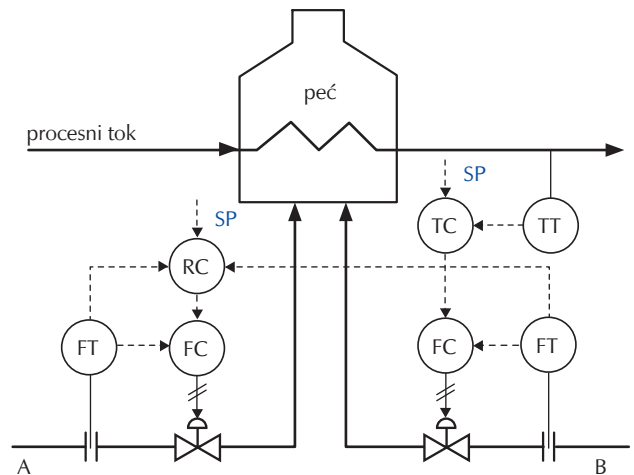 peć
procesni tok
SP
TC
TT
SP
RC
FT
FC
FC
FT
A
B